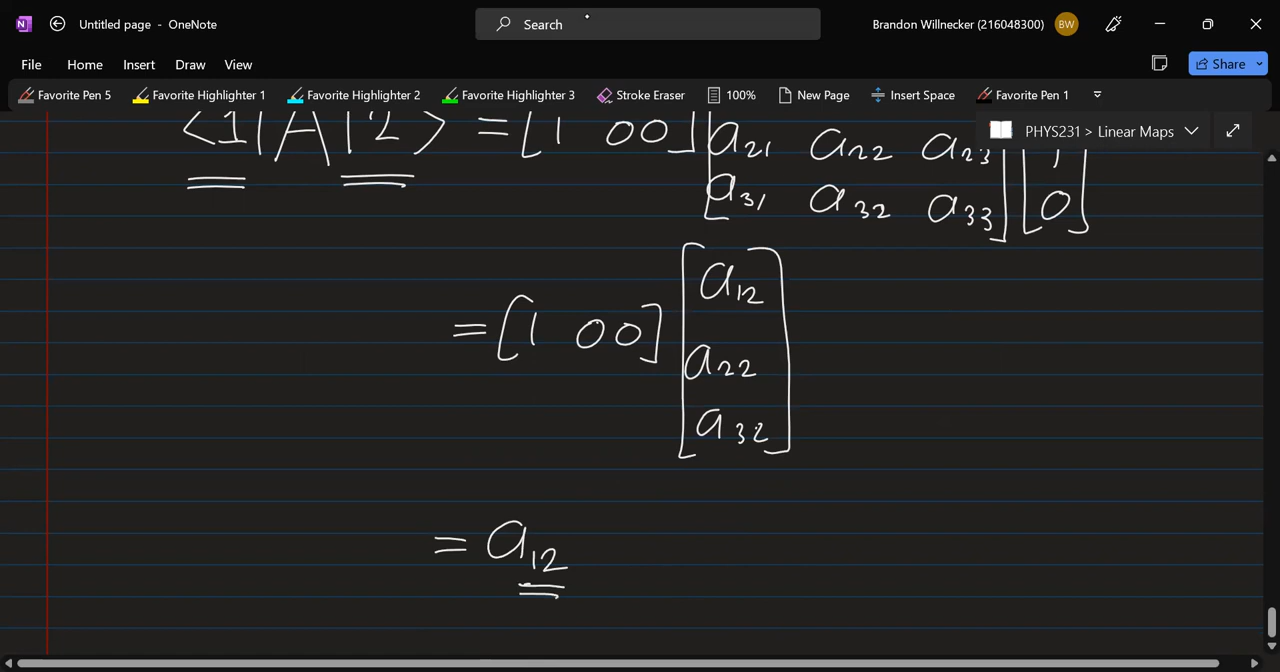 Untitled page - OneNote
Search
Brandon Willnecker (216048300) BW
File Home Insert Draw View
Share
Favorite Pen 5 Favorite Highlighter 1 Favorite Highlighter 2 Favorite Highlighter 3 Stroke Eraser 100% New Page Insert Space Favorite Pen 1
PHYS231 > Linear Maps
<1|A|2> = [1 0 0] [a21 a22 a23 1
a31 a32 a33] 0]
= [1 0 0] [a12
a22
a32]
= a12